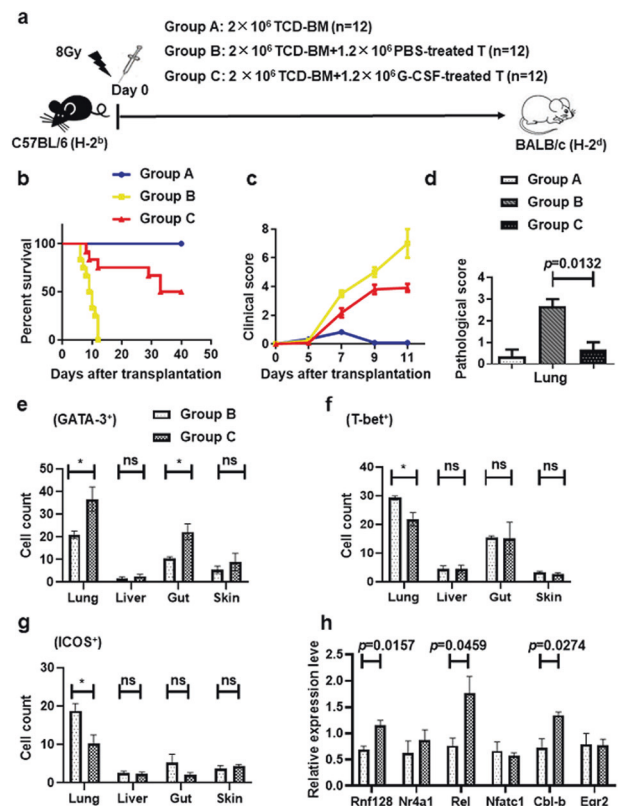 a
Group A: 2×10⁶ TCD-BM (n=12)
Group B: 2×10⁶ TCD-BM+1.2×10⁶ PBS-treated T (n=12)
Group C: 2×10⁶ TCD-BM+1.2×10⁶ G-CSF-treated T (n=12)
8Gy
Day 0
C57BL/6 (H-2ᵇ)
BALB/c (H-2ᵈ)
b
Group A
Group B
Group C
Percent survival
100
50
0
0 10 20 30 40 50
Days after transplantation
c
Clinical score
8
6
4
2
0
0 5 7 9 11
Days after transplantation
d
Group A
Group B
Group C
p=0.0132
Pathological score
4
3
2
1
0
Lung
e
(GATA-3⁺)
Group B
Group C
* ns * ns
Cell count
50
40
30
20
10
0
Lung Liver Gut Skin
f
(T-bet⁺)
* ns ns ns
Cell count
40
30
20
10
0
Lung Liver Gut Skin
g
(ICOS⁺)
* ns ns ns
Cell count
30
20
10
0
Lung Liver Gut Skin
h
p=0.0157 p=0.0459 p=0.0274
Relative expression leve
2.5
2.0
1.5
1.0
0.5
0.0
Rnf128 Nr4a1 Rel Nfatc1 Cbl-b Egr2